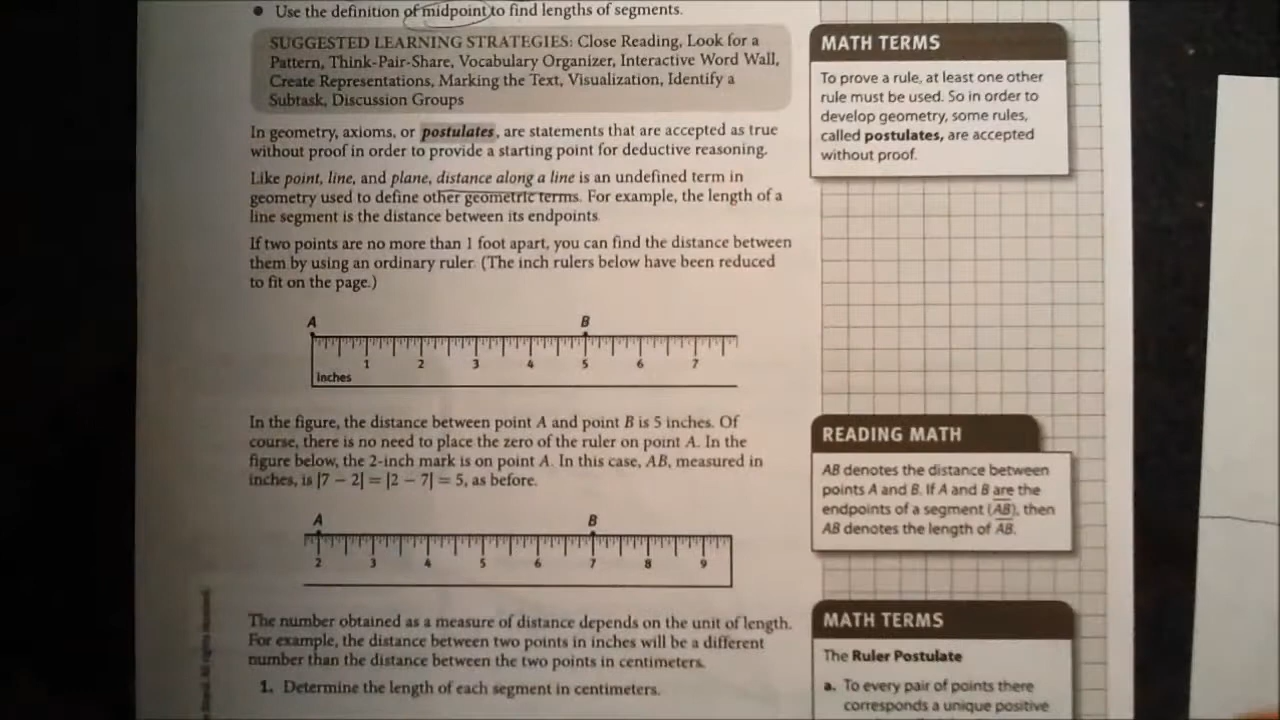 • Use the definition of midpoint to find lengths of segments.
SUGGESTED LEARNING STRATEGIES: Close Reading, Look for a
Pattern, Think-Pair-Share, Vocabulary Organizer, Interactive Word Wall,
Create Representations, Marking the Text, Visualization, Identify a
Subtask, Discussion Groups
In geometry, axioms, or postulates, are statements that are accepted as true
without proof in order to provide a starting point for deductive reasoning.
Like point, line, and plane, distance along a line is an undefined term in
geometry used to define other geometric terms. For example, the length of a
line segment is the distance between its endpoints.
If two points are no more than 1 foot apart, you can find the distance between
them by using an ordinary ruler. (The inch rulers below have been reduced
to fit on the page.)
A B
1 2 3 4 5 6 7
Inches
In the figure, the distance between point A and point B is 5 inches. Of
course, there is no need to place the zero of the ruler on point A. In the
figure below, the 2-inch mark is on point A. In this case, AB, measured in
inches, is |7 − 2| = |2 − 7| = 5, as before.
A B
2 3 4 5 6 7 8 9
The number obtained as a measure of distance depends on the unit of length.
For example, the distance between two points in inches will be a different
number than the distance between the two points in centimeters.
1. Determine the length of each segment in centimeters.
MATH TERMS
To prove a rule, at least one other
rule must be used. So in order to
develop geometry, some rules,
called postulates, are accepted
without proof.
READING MATH
AB denotes the distance between
points A and B. If A and B are the
endpoints of a segment (A̅B̅), then
AB denotes the length of A̅B̅.
MATH TERMS
The Ruler Postulate
a. To every pair of points there
corresponds a unique positive